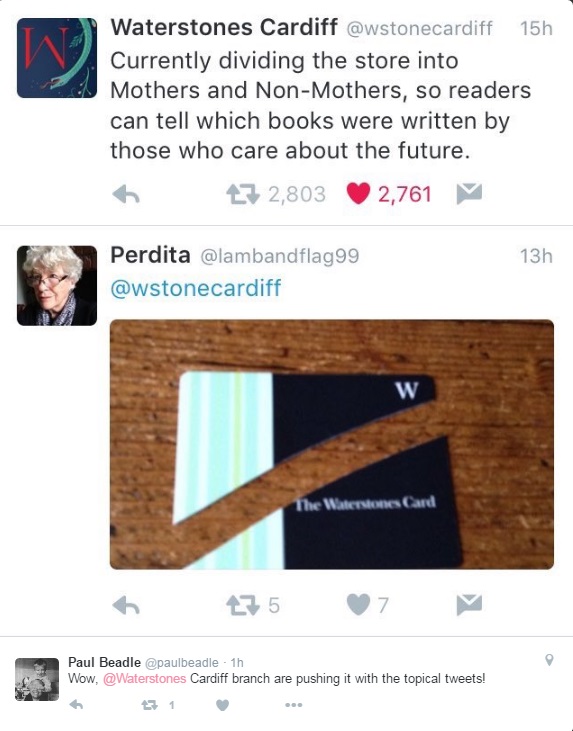 W
Waterstones Cardiff @wstonecardiff 15h
Currently dividing the store into
Mothers and Non-Mothers, so readers
can tell which books were written by
those who care about the future.
2,803 2,761
Perdita @lambandflag99 13h
@wstonecardiff
W
The Waterstones Card
5 7
Paul Beadle @paulbeadle · 1h
Wow, @Waterstones Cardiff branch are pushing it with the topical tweets!
1